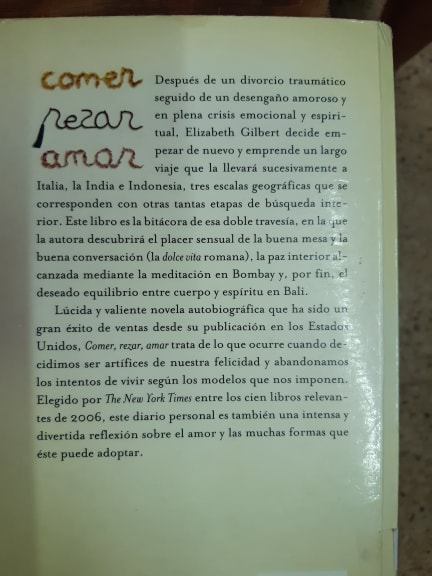 comer
rezar
amar
Después de un divorcio traumático
seguido de un desengaño amoroso y
en plena crisis emocional y espiri-
tual, Elizabeth Gilbert decide em-
pezar de nuevo y emprende un largo
viaje que la llevará sucesivamente a
Italia, la India e Indonesia, tres escalas geográficas que se
corresponden con otras tantas etapas de búsqueda inte-
rior. Este libro es la bitácora de esa doble travesía, en la que
la autora descubrirá el placer sensual de la buena mesa y la
buena conversación (la dolce vita romana), la paz interior al-
canzada mediante la meditación en Bombay y, por fin, el
deseado equilibrio entre cuerpo y espíritu en Bali.
Lúcida y valiente novela autobiográfica que ha sido un
gran éxito de ventas desde su publicación en los Estados
Unidos, Comer, rezar, amar trata de lo que ocurre cuando de-
cidimos ser artífices de nuestra felicidad y abandonamos
los intentos de vivir según los modelos que nos imponen.
Elegido por The New York Times entre los cien libros relevan-
tes de 2006, este diario personal es también una intensa y
divertida reflexión sobre el amor y las muchas formas que
éste puede adoptar.